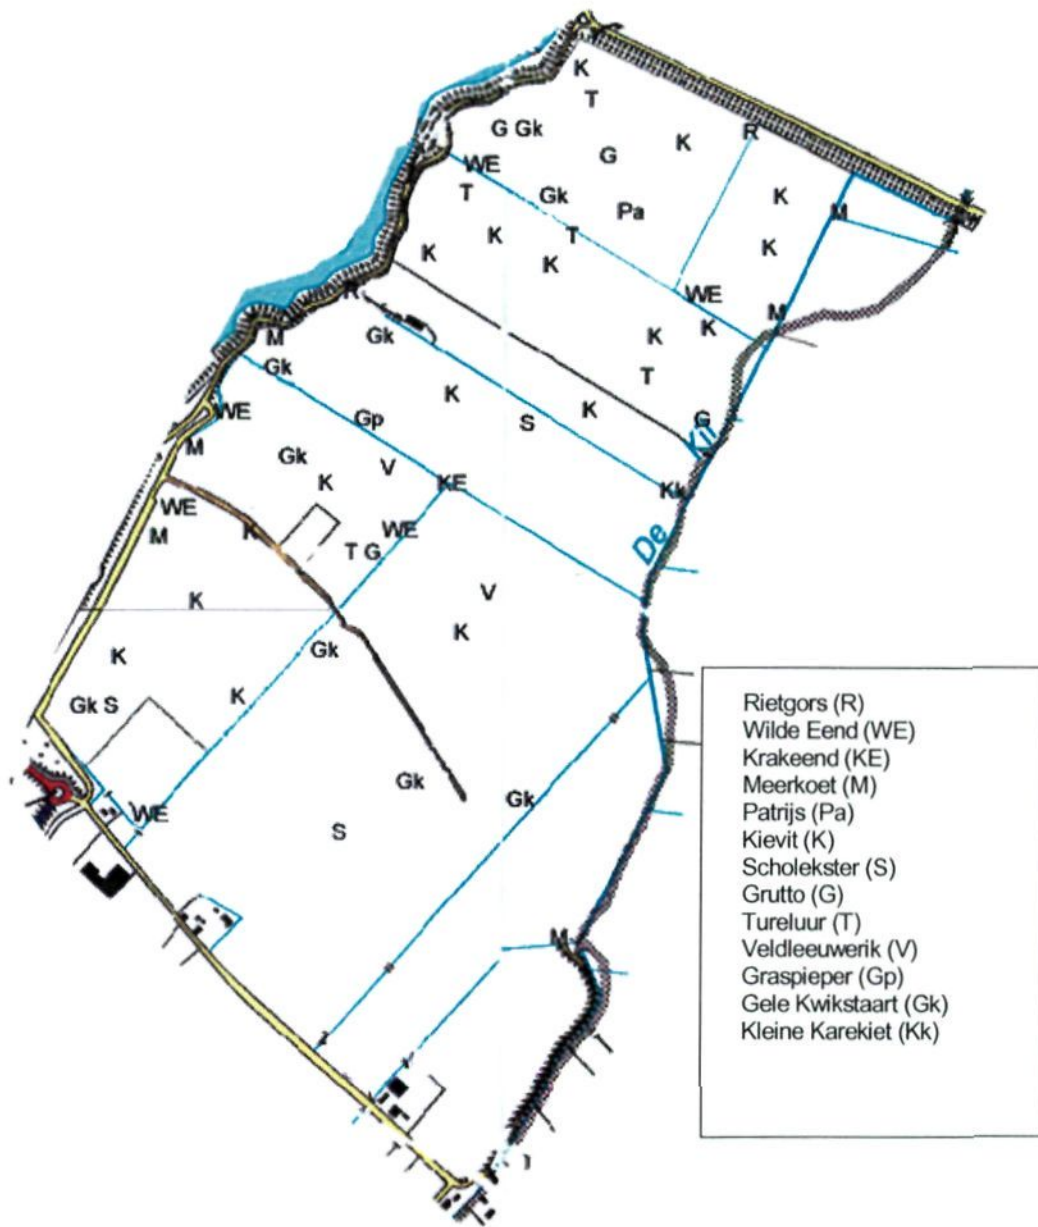 K
T
G Gk
K
R
G
WE
T
Gk
Pa
K
M
K
K
T
K
K
WE
M
R
Gk
M
K
K
T
Gk
K
K
G
WE
Gp
S
Kil
M
Gk
V
K
KE
Kk
WE
M
K
WE
T G
De
K
V
K
K
Gk
Gk S
K
Gk
Gk
WE
S
M
Rietgors (R)
Wilde Eend (WE)
Krakeend (KE)
Meerkoet (M)
Patrijs (Pa)
Kievit (K)
Scholekster (S)
Grutto (G)
Tureluur (T)
Veldleeuwerik (V)
Graspieper (Gp)
Gele Kwikstaart (Gk)
Kleine Karekiet (Kk)